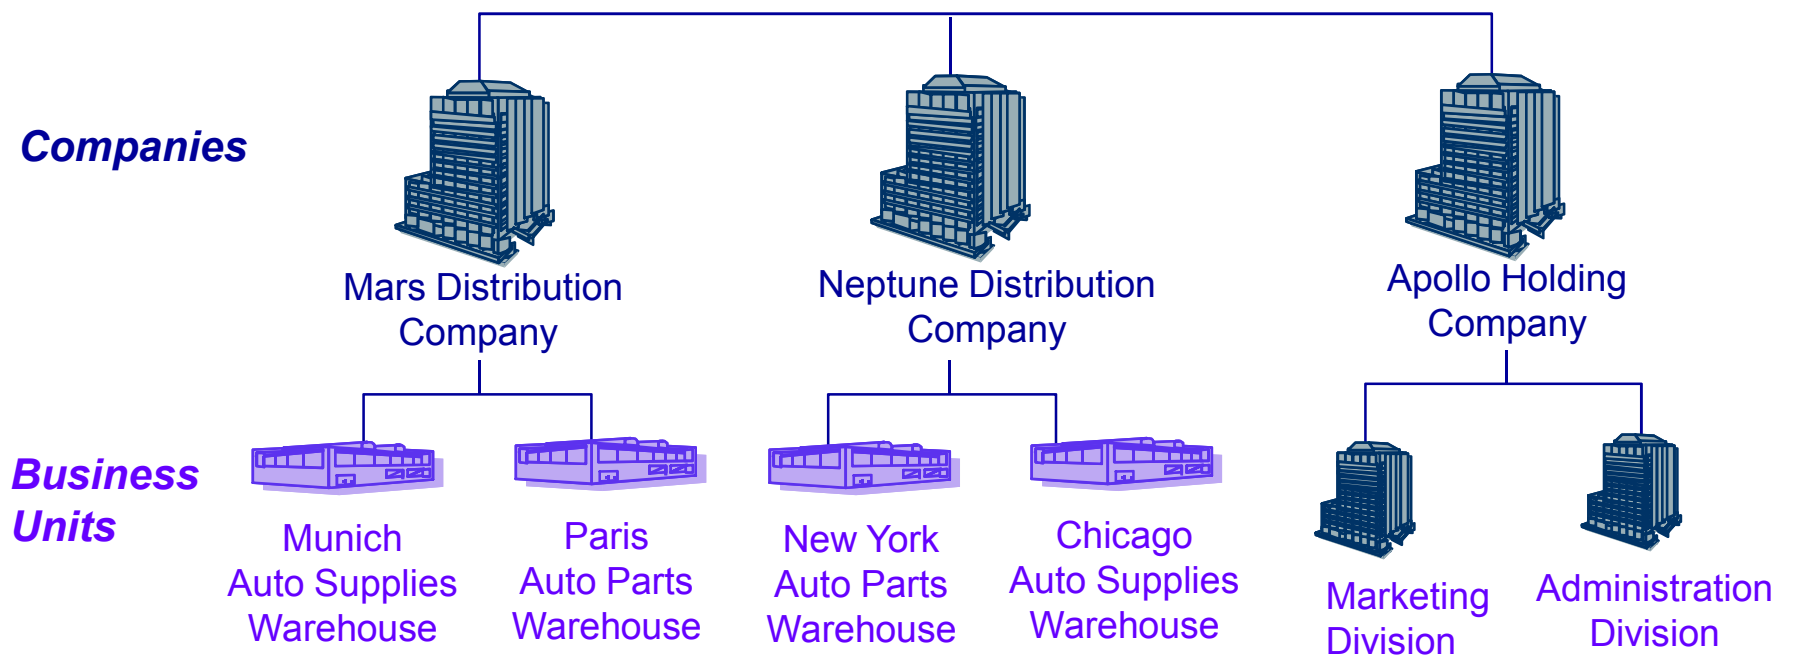 Companies
Mars Distribution
Company
Neptune Distribution
Company
Apollo Holding
Company
Business
Units
Munich
Auto Supplies
Warehouse
Paris
Auto Parts
Warehouse
New York
Auto Parts
Warehouse
Chicago
Auto Supplies
Warehouse
Marketing
Division
Administration
Division